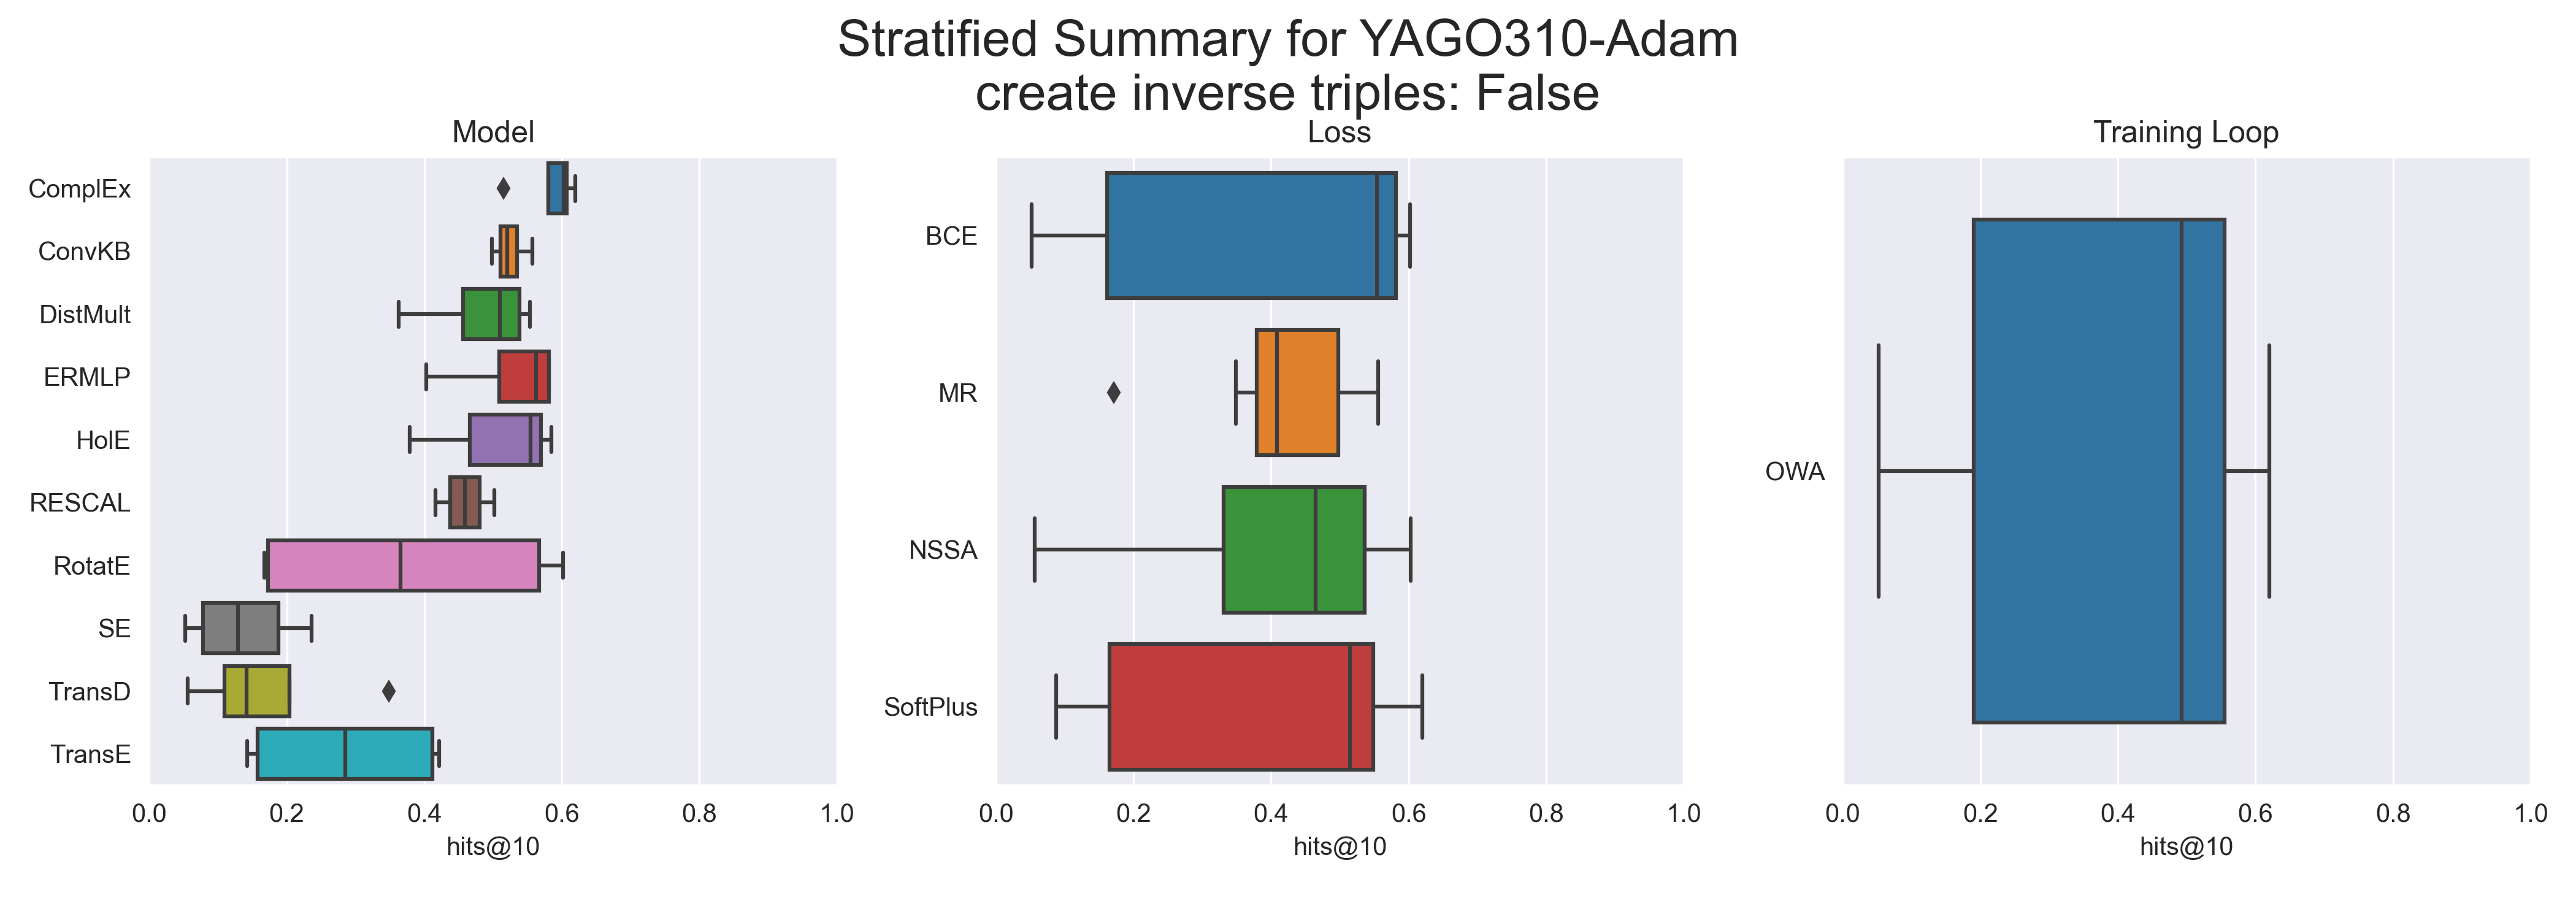 Stratified Summary for YAGO310-Adam
create inverse triples: False
Model
ComplEx
ConvKB
DistMult
ERMLP
HolE
RESCAL
RotatE
SE
TransD
TransE
0.0 0.2 0.4 0.6 0.8 1.0
hits@10
Loss
BCE
MR
NSSA
SoftPlus
0.0 0.2 0.4 0.6 0.8 1.0
hits@10
Training Loop
OWA
0.0 0.2 0.4 0.6 0.8 1.0
hits@10